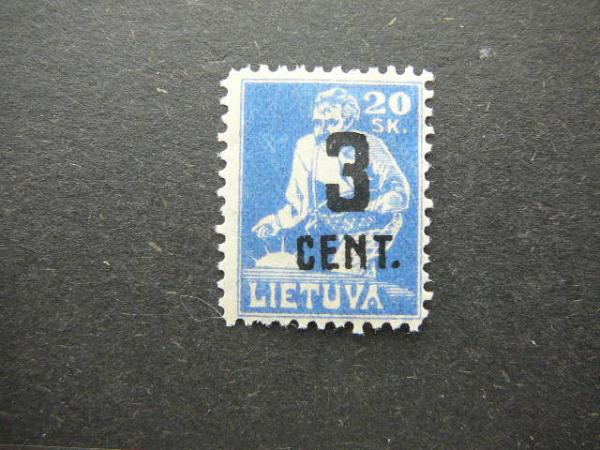 20
SK.
3
CENT.
LIETUVA